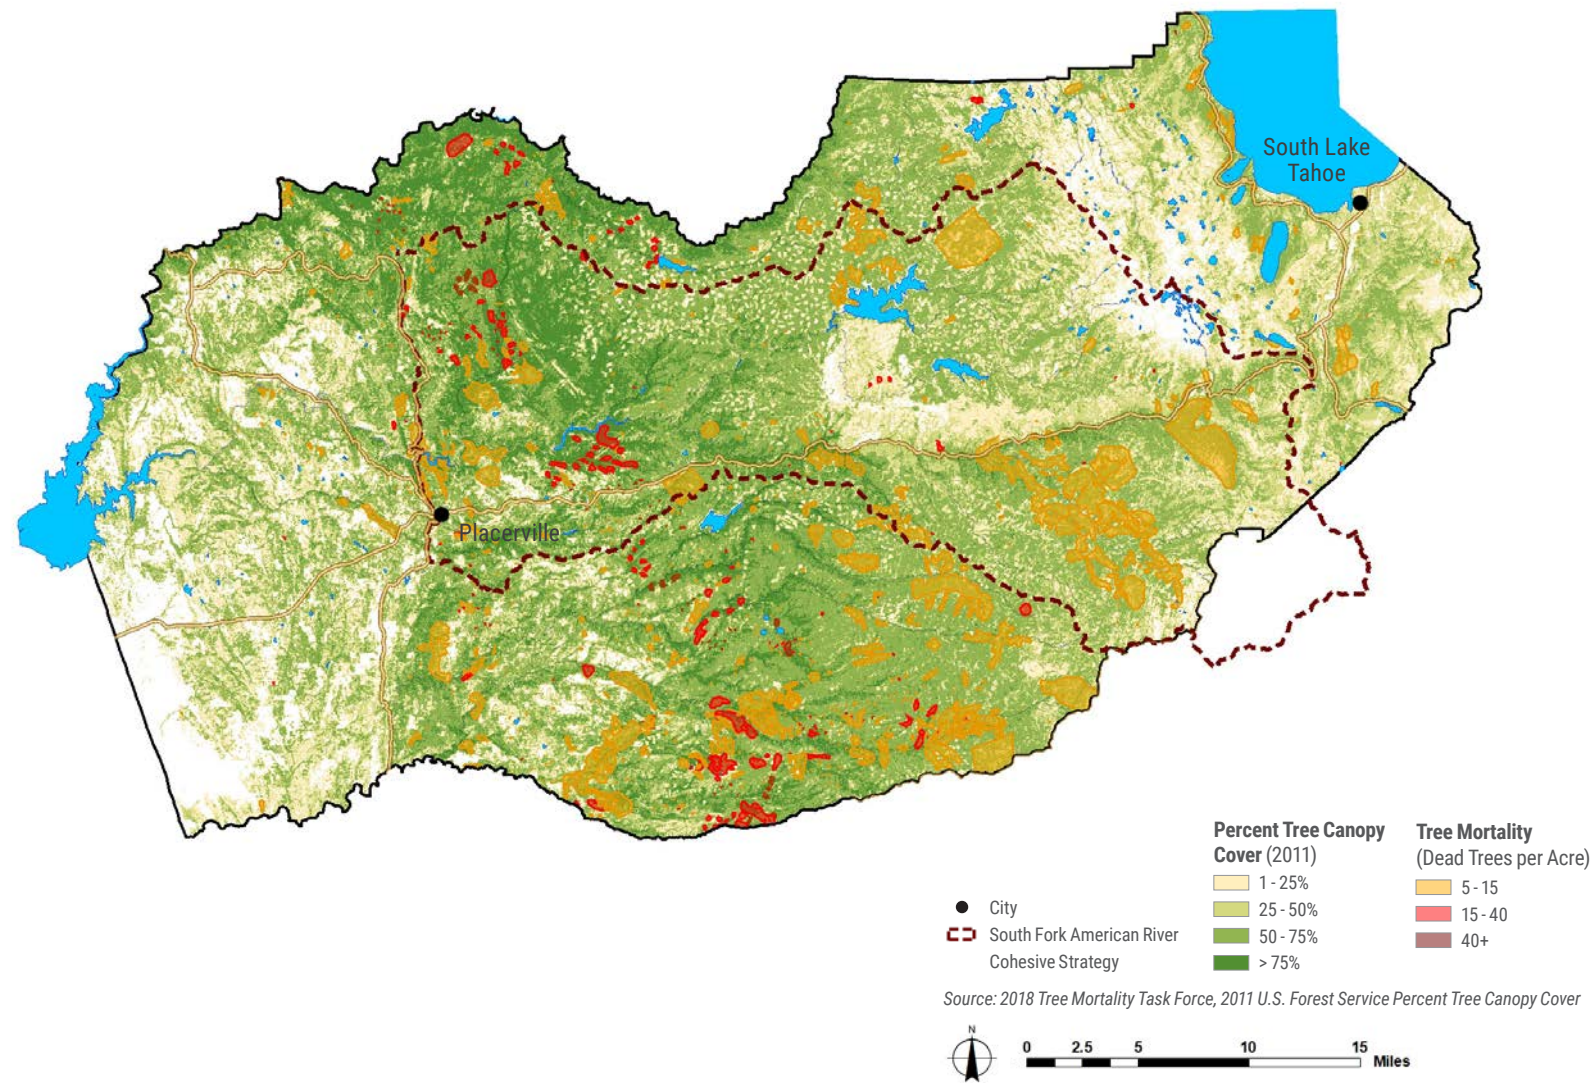 South Lake
Tahoe
Placerville
City
South Fork American River
Cohesive Strategy
Percent Tree Canopy
Cover (2011)
1 - 25%
25 - 50%
50 - 75%
> 75%
Tree Mortality
(Dead Trees per Acre)
5 - 15
15 - 40
40+
Source: 2018 Tree Mortality Task Force, 2011 U.S. Forest Service Percent Tree Canopy Cover
N
0 2.5 5 10 15 Miles